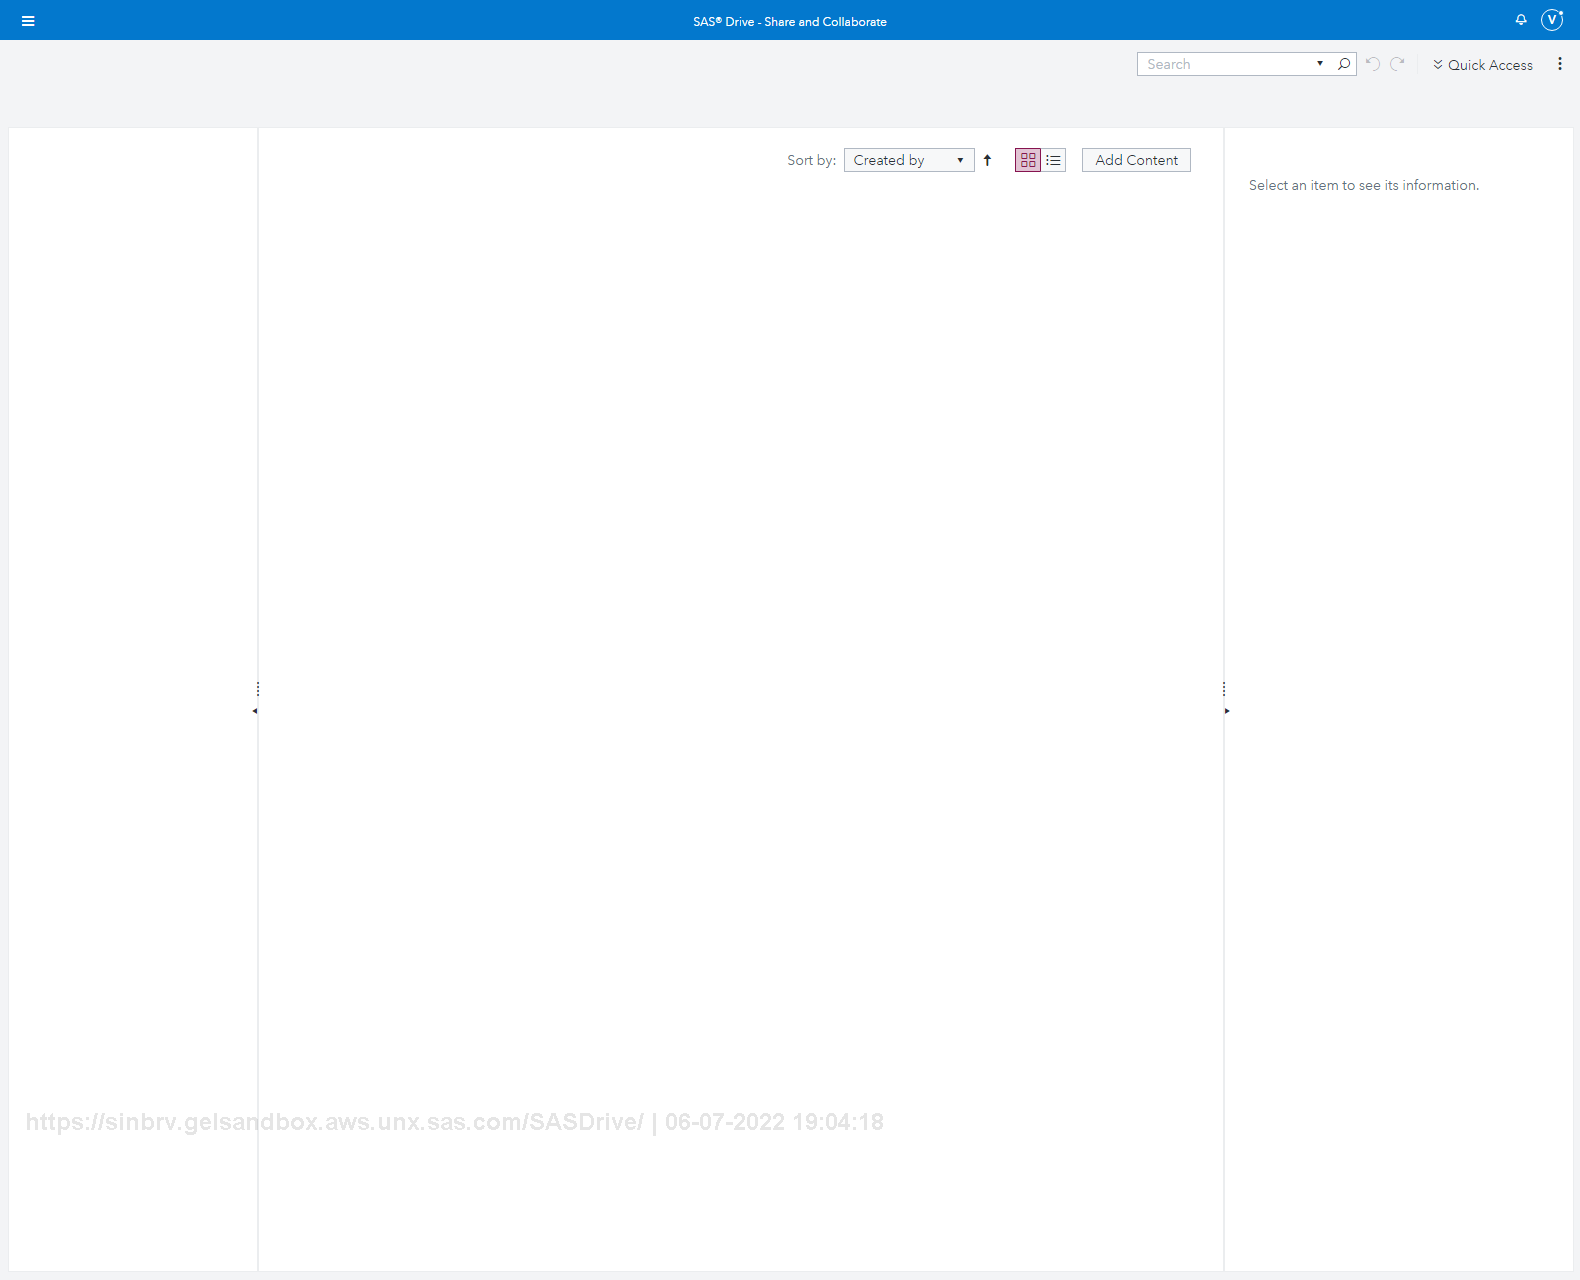 SAS® Drive - Share and Collaborate
V
Search
Quick Access
Sort by: Created by
Add Content
Select an item to see its information.
https://sinbrv.gelsandbox.aws.unx.sas.com/SASDrive/ | 06-07-2022 19:04:18